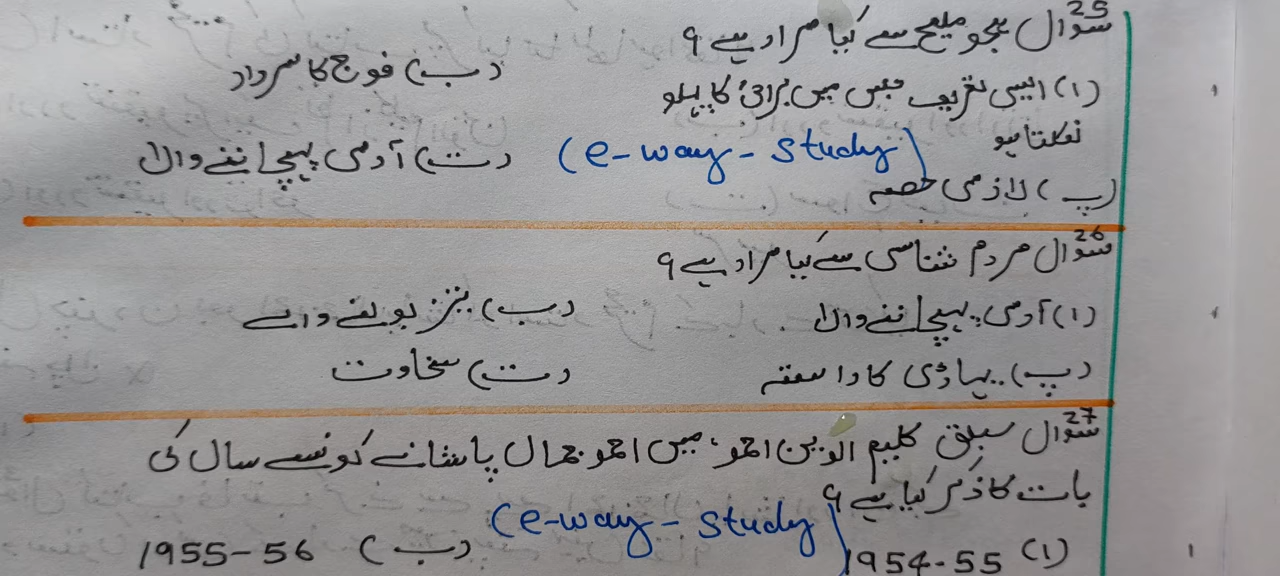 سوال 25 ہجو ملیح سے کیا مراد ہے ؟
(ا) ایسی تعریف جس میں برائی کا پہلو نکلتا ہو (ب) فوج کا سردار
(پ) لازمی حصہ (e-way-study) (ت) آدمی پہچاننے والا
سوال 26 مردم شناسی سے کیا مراد ہے ؟
(ا) آدمی پہچاننے والا (ب) تیز بولنے والے
(پ) پہاڑی کا راستہ (ت) سخاوت
سوال 27 سبق کلیم الدین احمد، میں احمد جمال پاشا نے کونسے سال کی
بات کا ذکر کیا ہے ؟ (e-way-study)
(ا) 1954-55 (ب) 1955-56